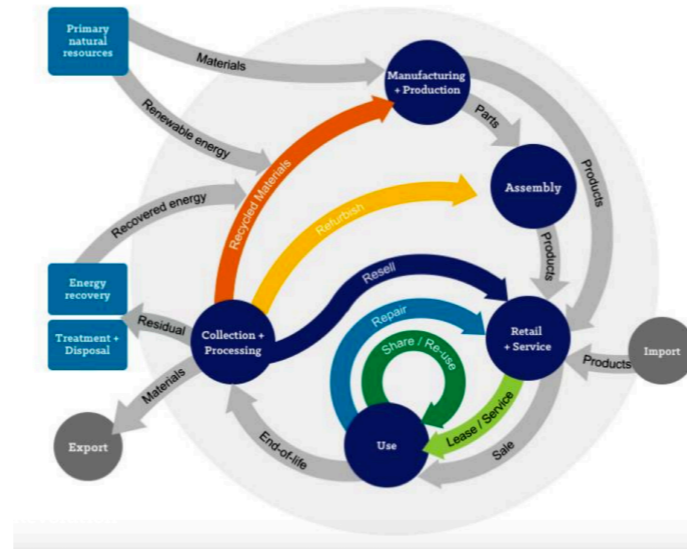 Primary
natural
resources
Materials
Manufacturing
+ Production
Renewable energy
Parts
Recycled Materials
Products
Assembly
Refurbish
Recovered energy
Products
Resell
Energy
recovery
Residual
Collection +
Processing
Repair
Retail
+ Service
Treatment +
Disposal
Share / Re-use
Products
Import
Materials
Lease / Service
Export
End-of-life
Use
Sale